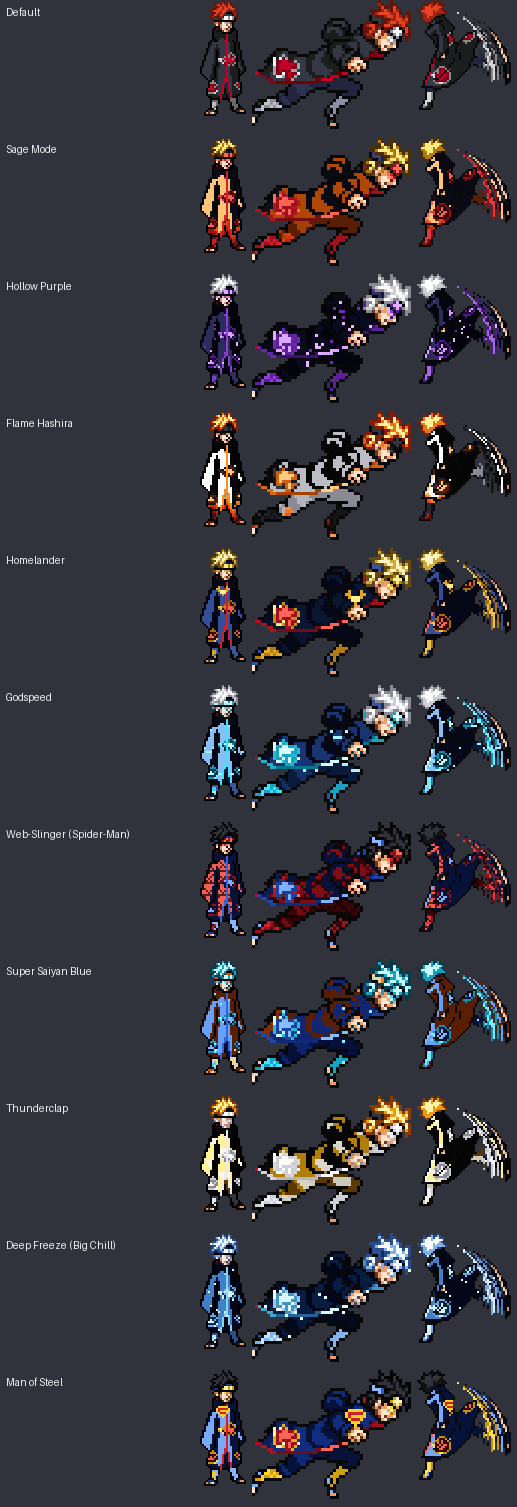 Default
Sage Mode
Hollow Purple
Flame Hashira
Homelander
Godspeed
Web-Slinger (Spider-Man)
Super Saiyan Blue
Thunderclap
Deep Freeze (Big Chill)
Man of Steel